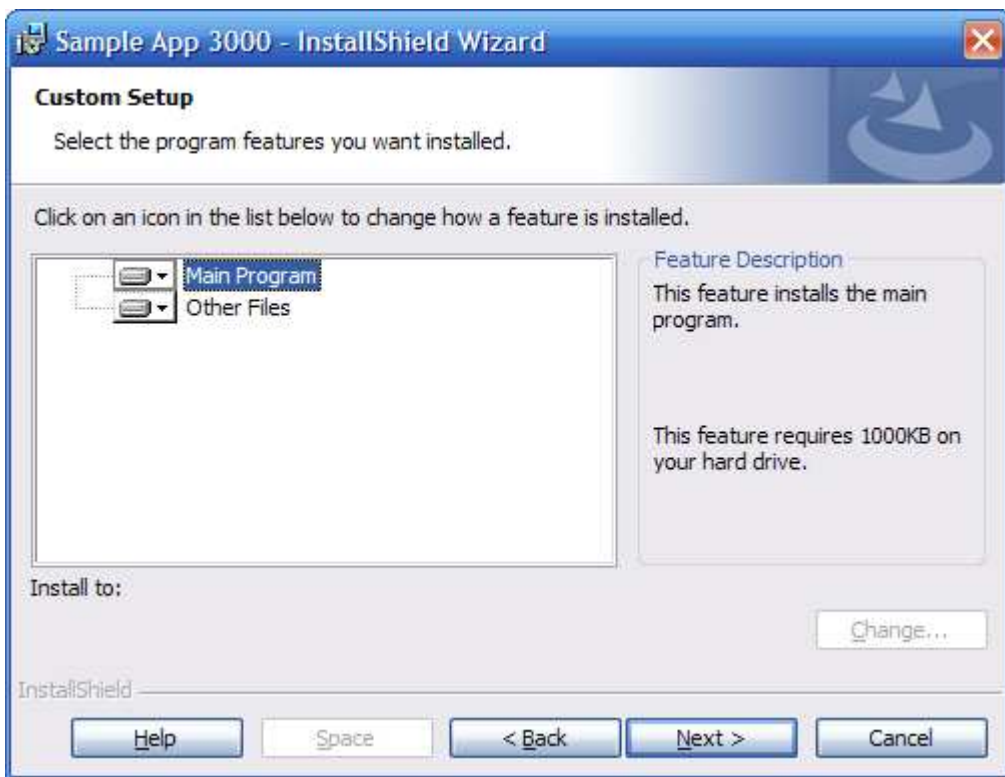 Sample App 3000 - InstallShield Wizard
Custom Setup
Select the program features you want installed.
Click on an icon in the list below to change how a feature is installed.
Main Program
Other Files
Feature Description
This feature installs the main
program.
This feature requires 1000KB on
your hard drive.
Install to:
Change...
InstallShield
Help
Space
< Back
Next >
Cancel